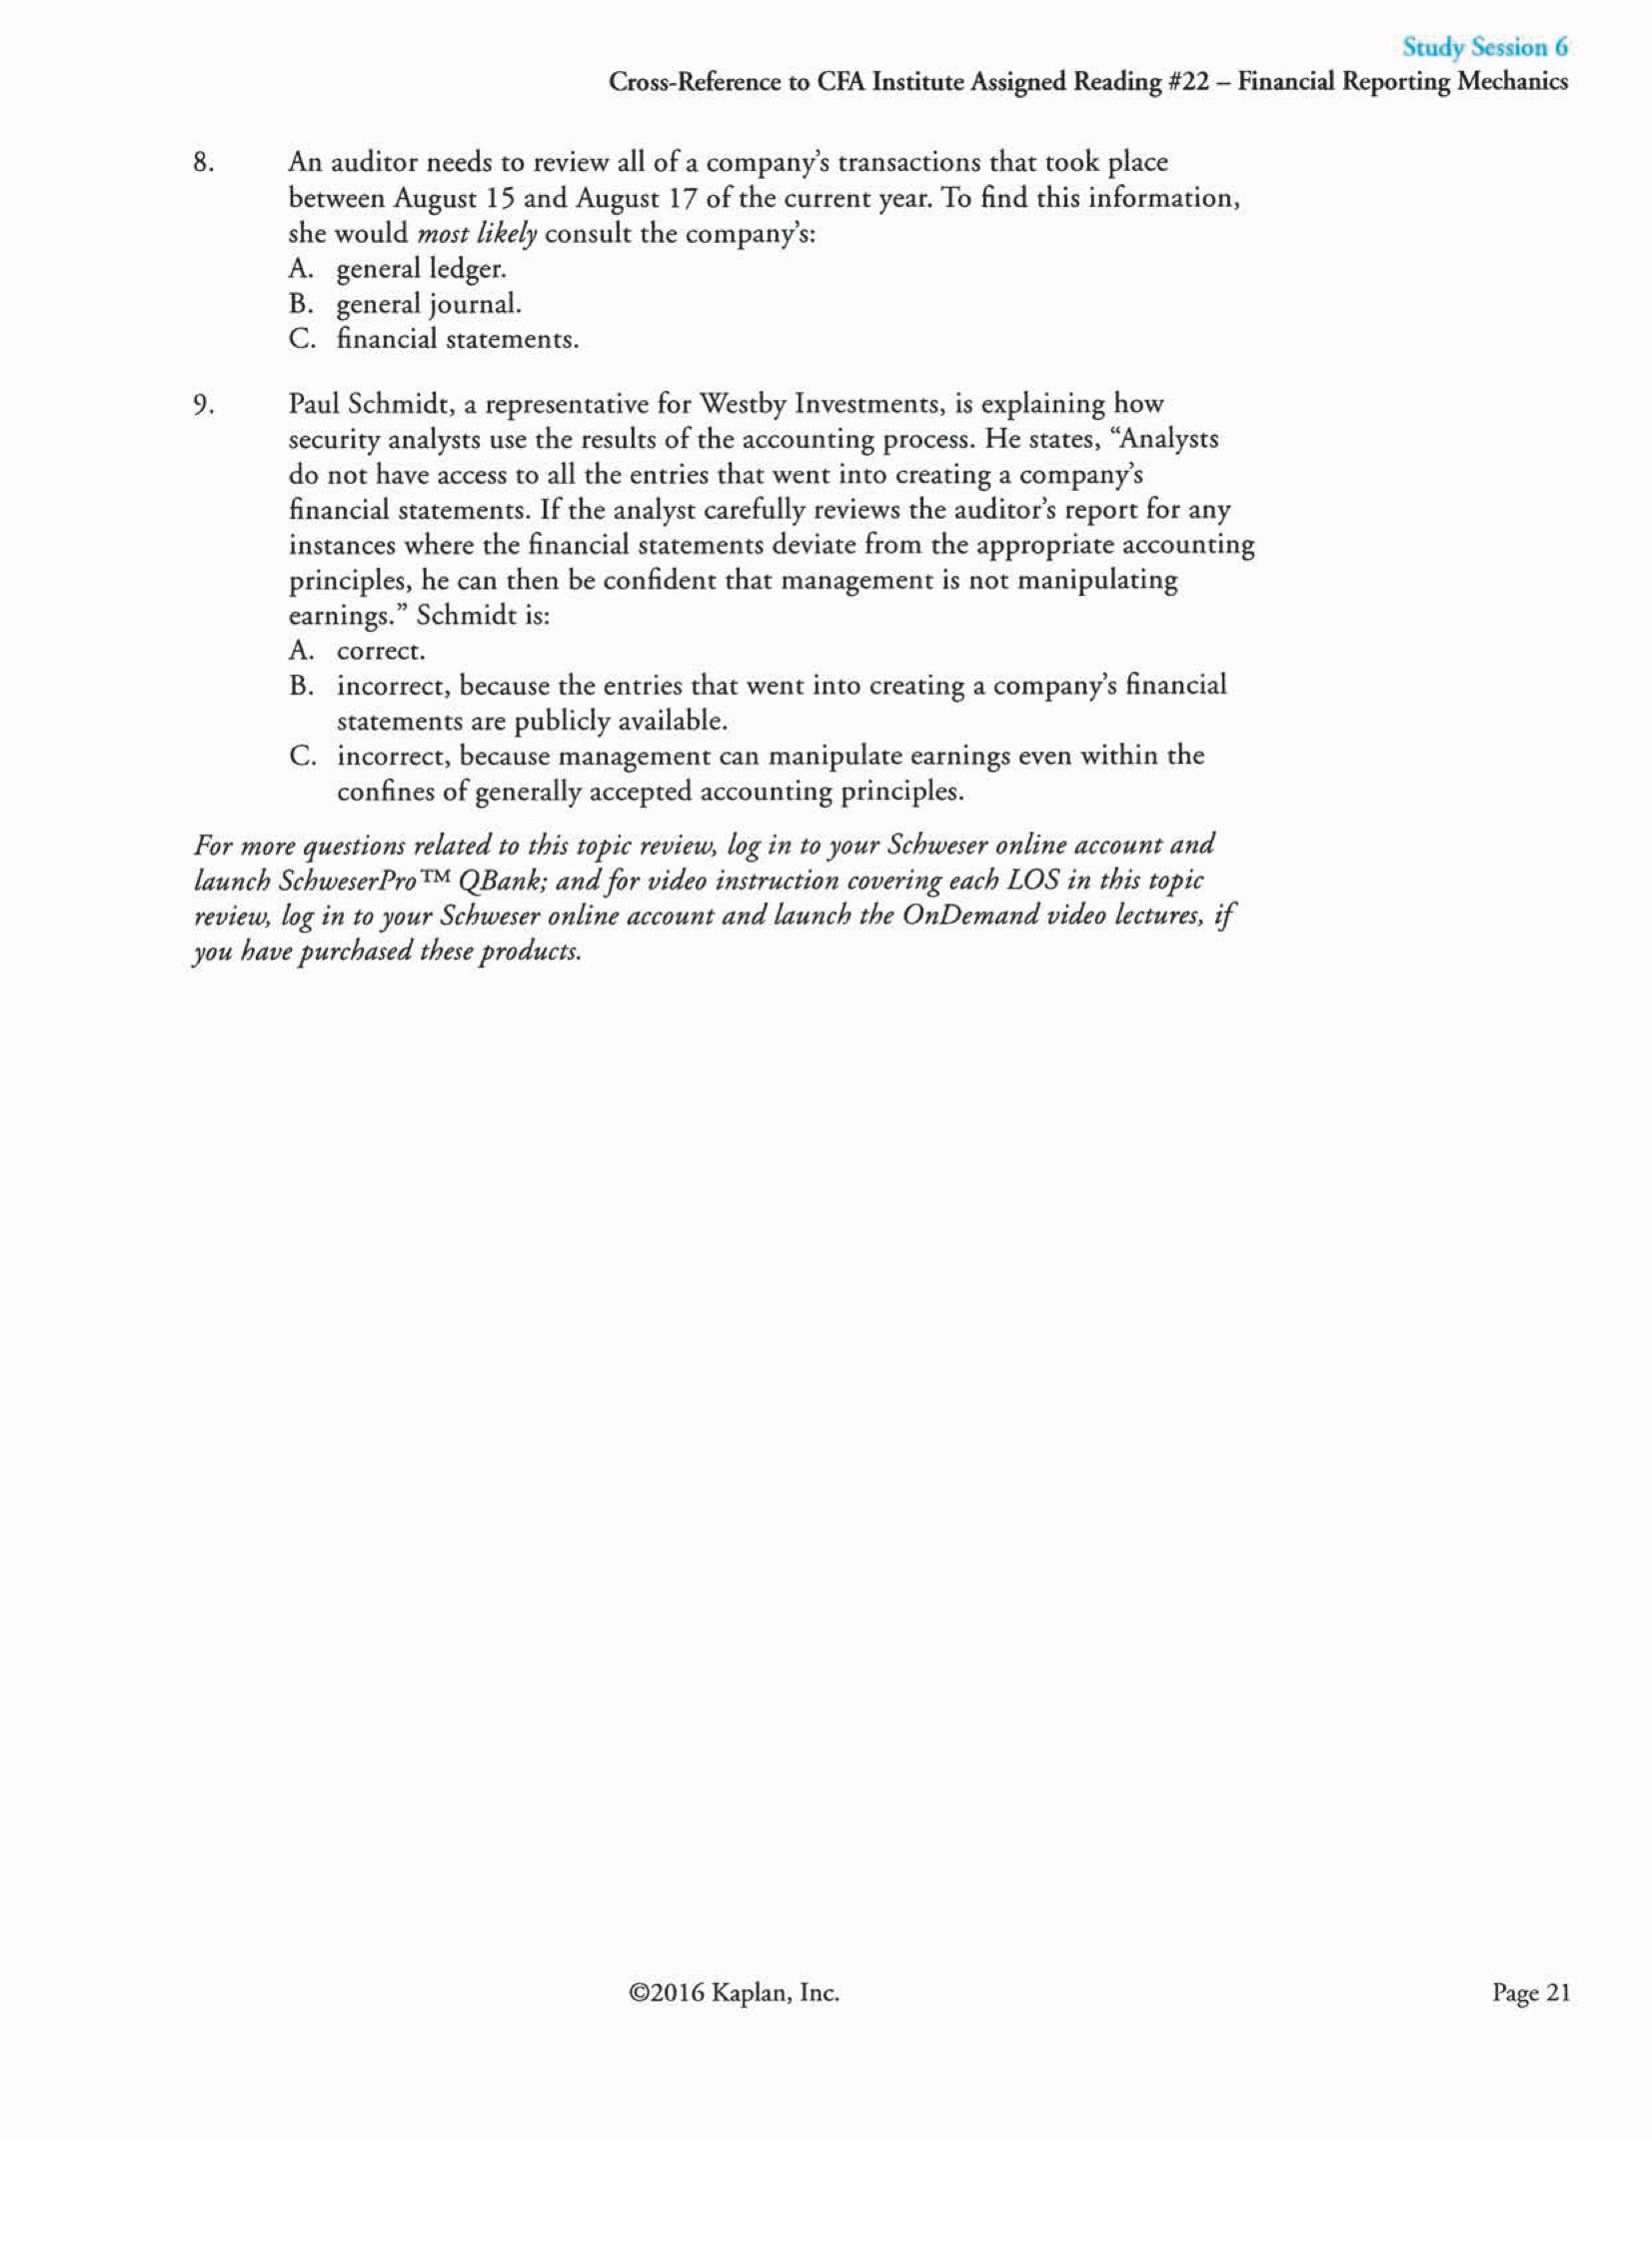 Study Session 6
Cross-Reference to CFA Institute Assigned Reading #22 – Financial Reporting Mechanics
8. An auditor needs to review all of a company’s transactions that took place
between August 15 and August 17 of the current year. To find this information,
she would most likely consult the company’s:
A. general ledger.
B. general journal.
C. financial statements.
9. Paul Schmidt, a representative for Westby Investments, is explaining how
security analysts use the results of the accounting process. He states, “Analysts
do not have access to all the entries that went into creating a company’s
financial statements. If the analyst carefully reviews the auditor’s report for any
instances where the financial statements deviate from the appropriate accounting
principles, he can then be confident that management is not manipulating
earnings.” Schmidt is:
A. correct.
B. incorrect, because the entries that went into creating a company’s financial
statements are publicly available.
C. incorrect, because management can manipulate earnings even within the
confines of generally accepted accounting principles.
For more questions related to this topic review, log in to your Schweser online account and
launch SchweserPro™ QBank; and for video instruction covering each LOS in this topic
review, log in to your Schweser online account and launch the OnDemand video lectures, if
you have purchased these products.
©2016 Kaplan, Inc.
Page 21